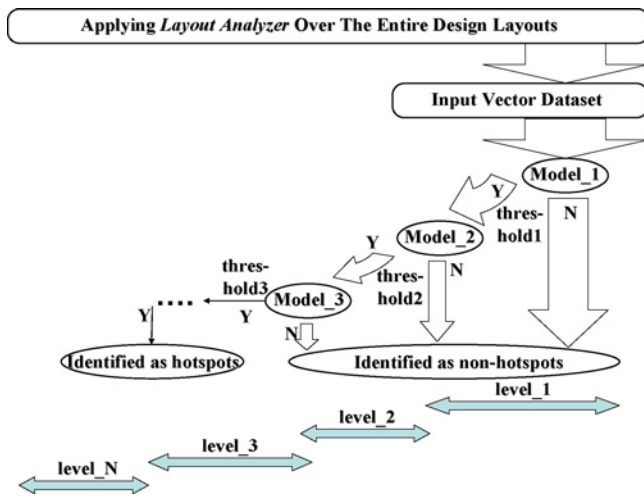 Applying Layout Analyzer Over The Entire Design Layouts
Input Vector Dataset
Model_1
Y
thres-
hold1
N
Model_2
Y
thres-
hold2
N
thres-
hold3
Model_3
Y
....
Y
N
Identified as hotspots
Identified as non-hotspots
level_1
level_2
level_3
level_N